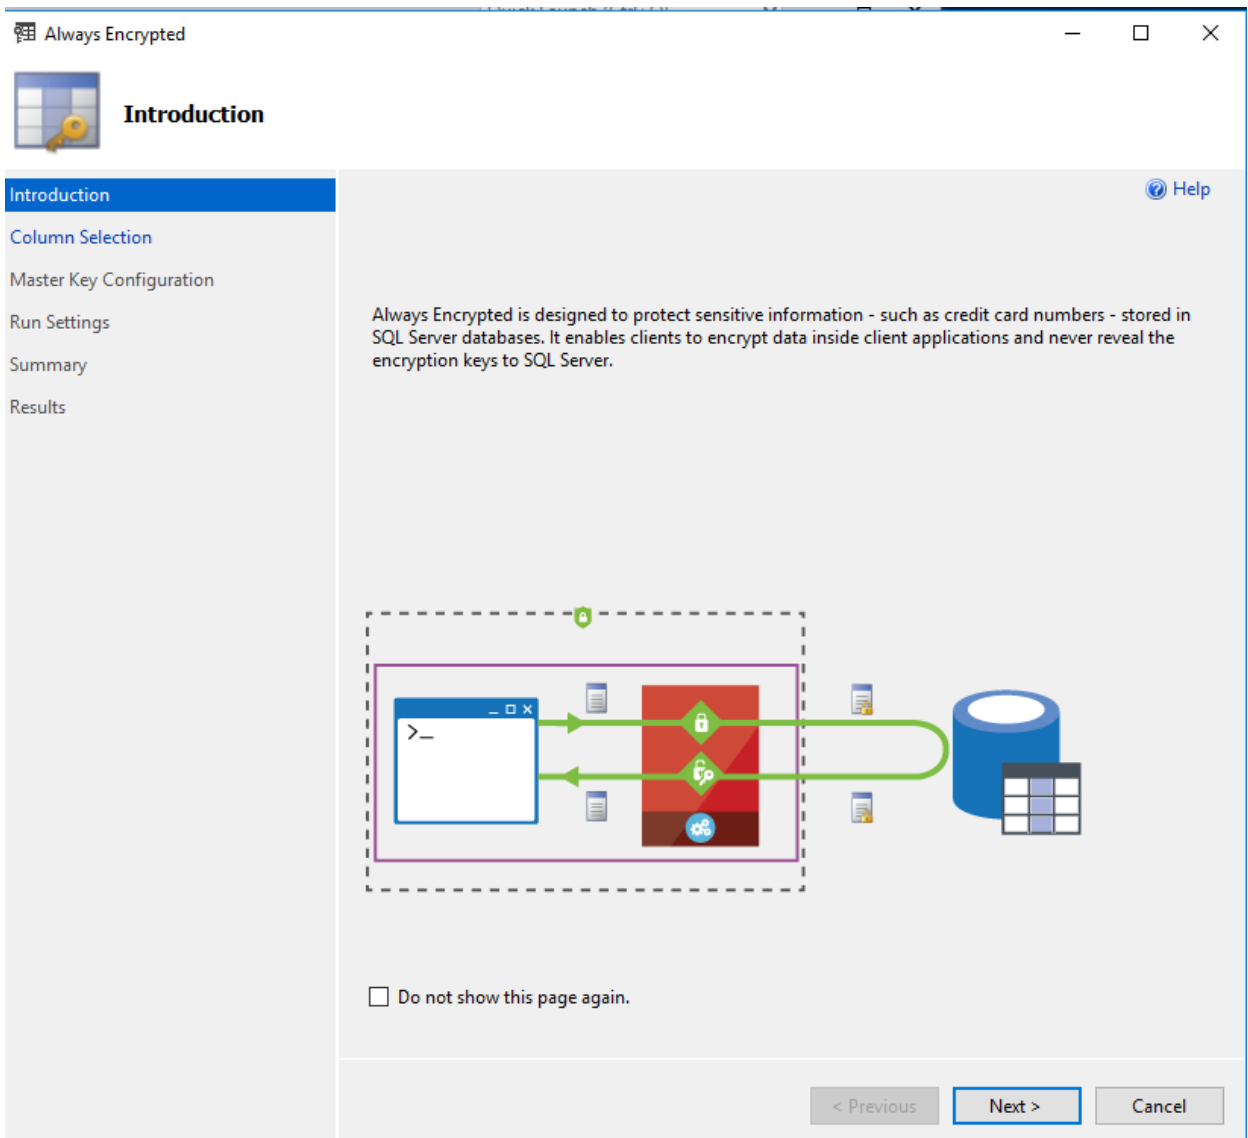 Always Encrypted
Introduction
Introduction
Column Selection
Master Key Configuration
Run Settings
Summary
Results
Help
Always Encrypted is designed to protect sensitive information - such as credit card numbers - stored in
SQL Server databases. It enables clients to encrypt data inside client applications and never reveal the
encryption keys to SQL Server.
>_
Do not show this page again.
< Previous
Next >
Cancel